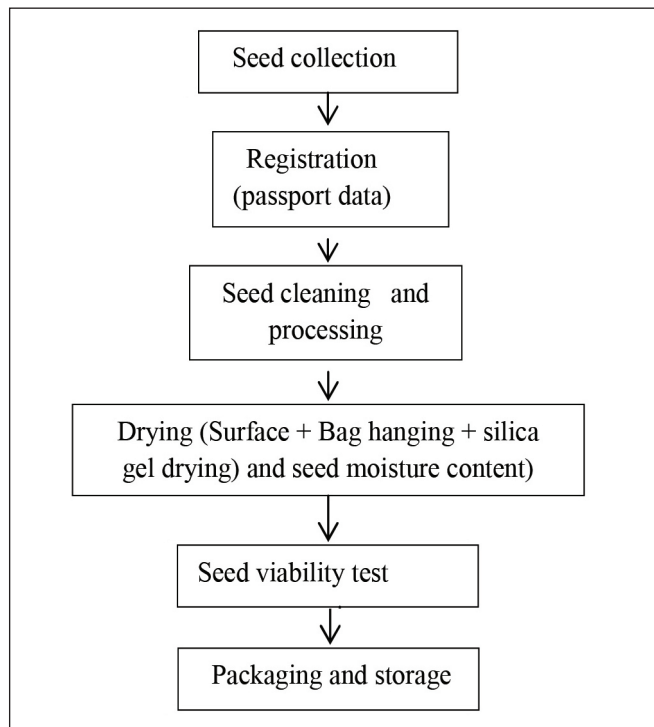 Seed collection
Registration
(passport data)
Seed cleaning and
processing
Drying (Surface + Bag hanging + silica
gel drying) and seed moisture content)
Seed viability test
Packaging and storage